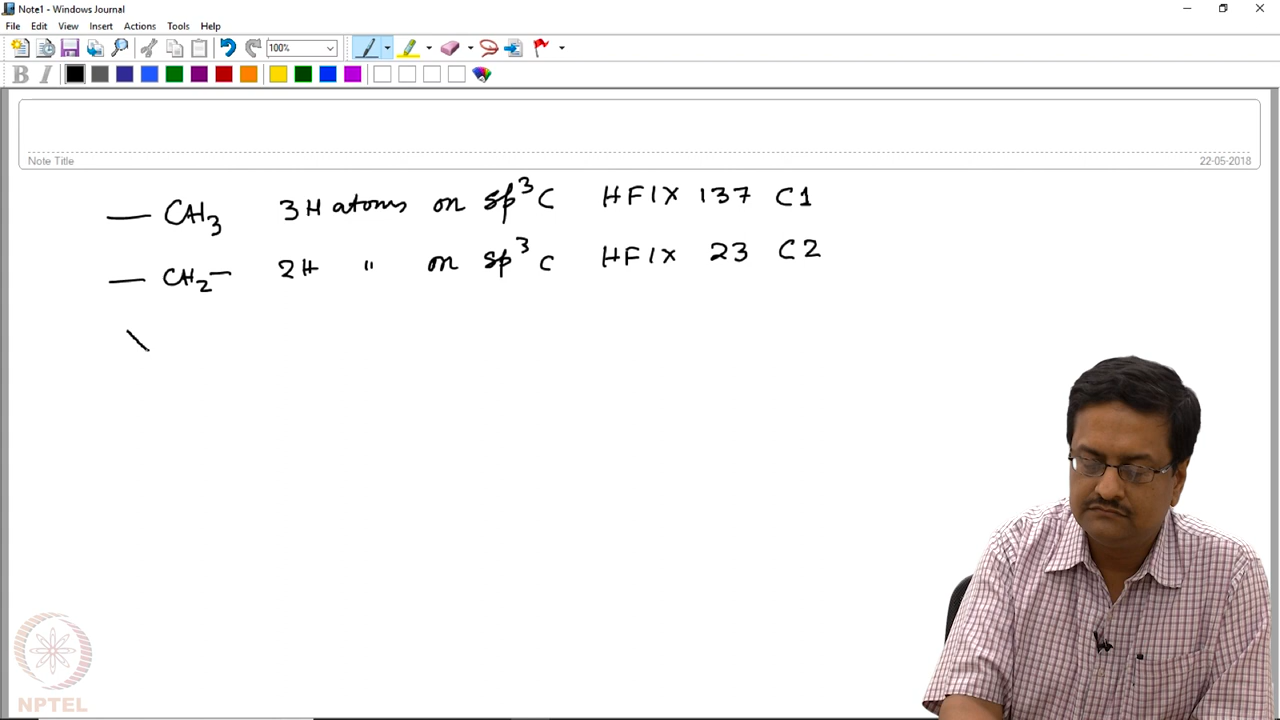 Note1 - Windows Journal
File Edit View Insert Actions Tools Help
100%
B I
Note Title 22-05-2018
— CH3 3H atoms on sp3 C HFIX 137 C1
— CH2 — 2H " on sp3 C HFIX 23 C2
NPTEL